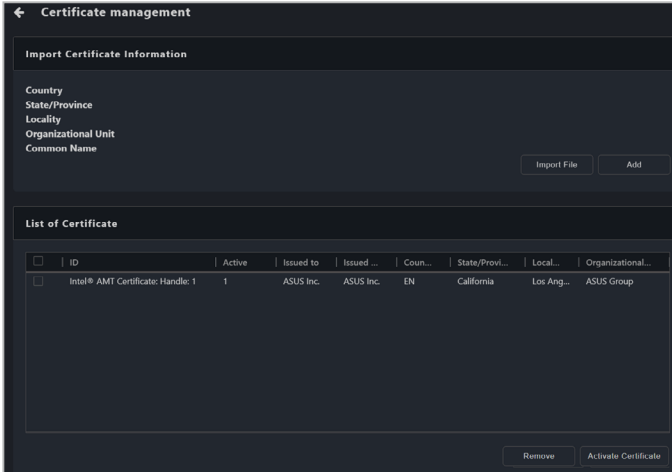 Certificate management
Import Certificate Information
Country
State/Province
Locality
Organizational Unit
Common Name
Import File Add
List of Certificate
ID Active Issued to Issued ... Coun... State/Provi... Local... Organizational...
Intel® AMT Certificate: Handle: 1 1 ASUS Inc. ASUS Inc. EN California Los Ang... ASUS Group
Remove Activate Certificate